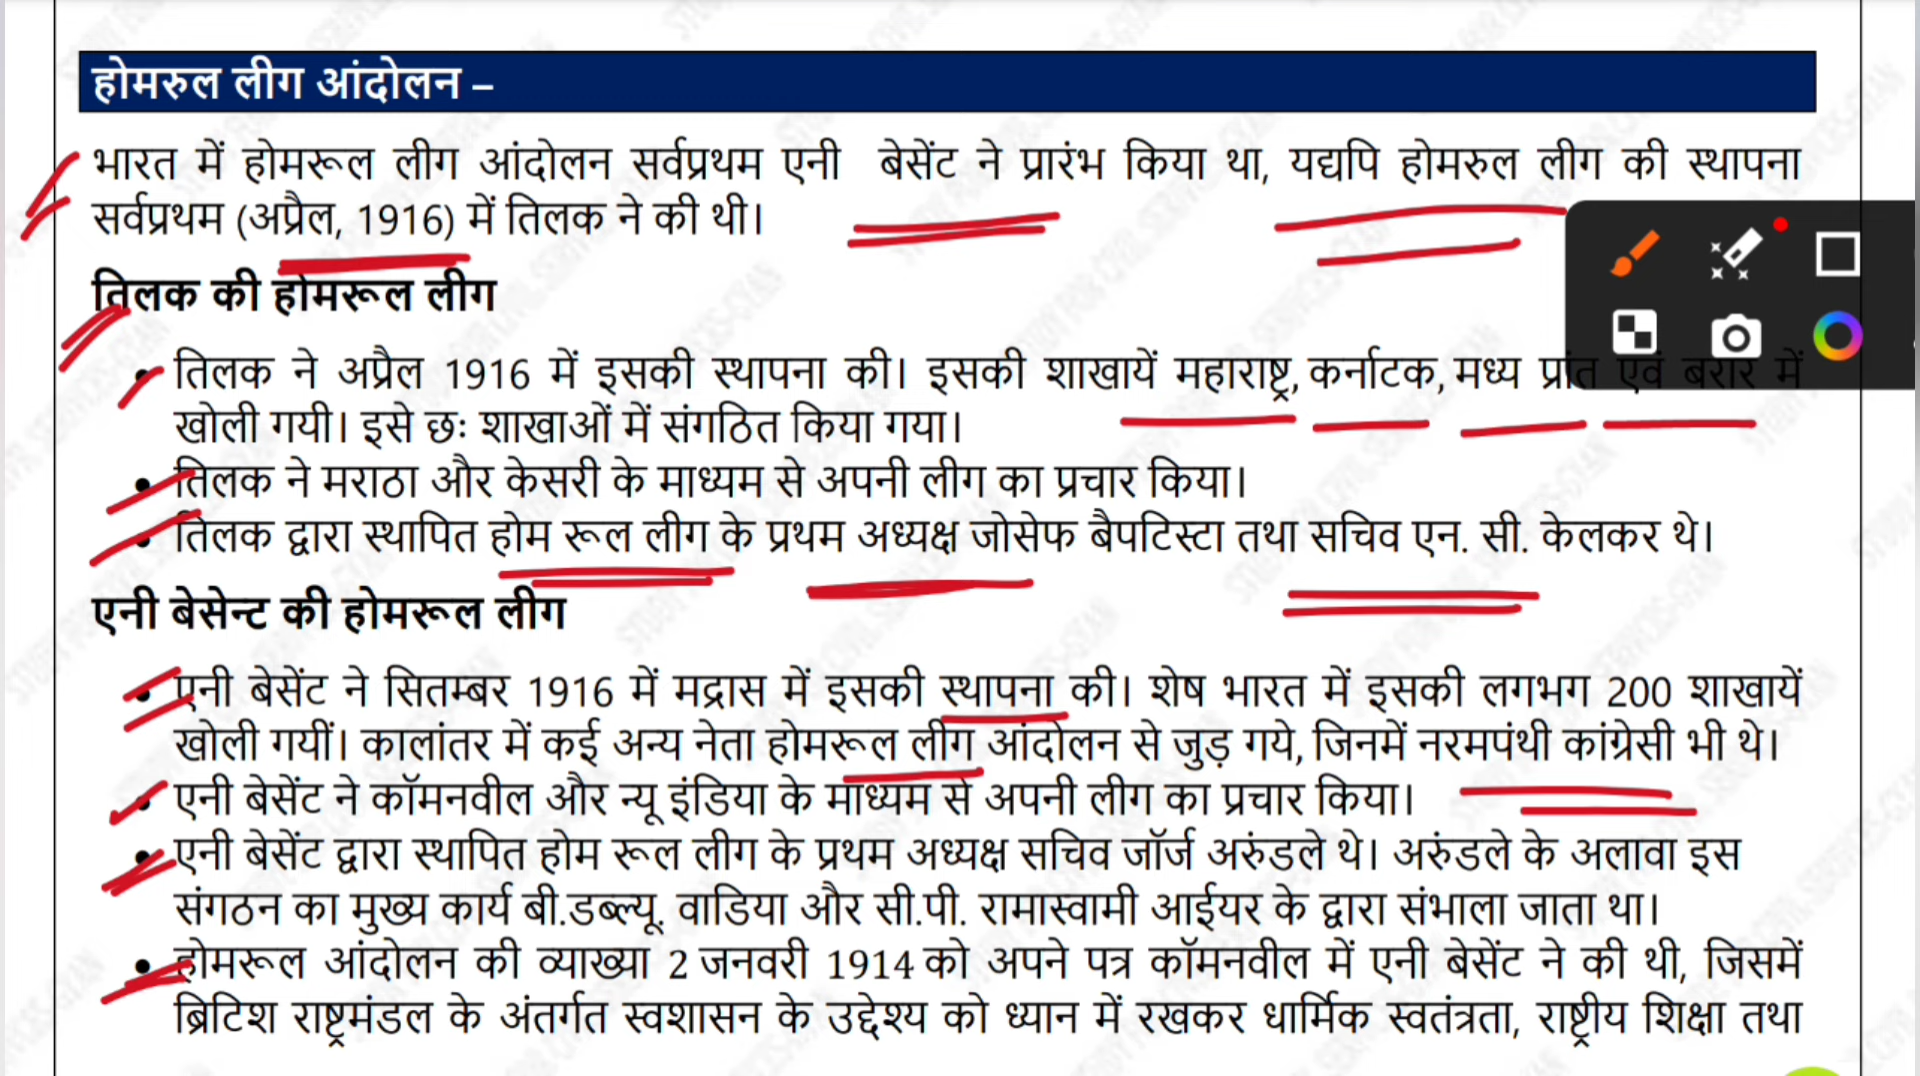 होमरुल लीग आंदोलन –
भारत में होमरूल लीग आंदोलन सर्वप्रथम एनी बेसेंट ने प्रारंभ किया था, यद्यपि होमरुल लीग की स्थापना
सर्वप्रथम (अप्रैल, 1916) में तिलक ने की थी।
तिलक की होमरूल लीग
• तिलक ने अप्रैल 1916 में इसकी स्थापना की। इसकी शाखायें महाराष्ट्र, कर्नाटक, मध्य प्रांत एवं बरार में
खोली गयी। इसे छः शाखाओं में संगठित किया गया।
• तिलक ने मराठा और केसरी के माध्यम से अपनी लीग का प्रचार किया।
• तिलक द्वारा स्थापित होम रूल लीग के प्रथम अध्यक्ष जोसेफ बैपटिस्टा तथा सचिव एन. सी. केलकर थे।
एनी बेसेन्ट की होमरूल लीग
• एनी बेसेंट ने सितम्बर 1916 में मद्रास में इसकी स्थापना की। शेष भारत में इसकी लगभग 200 शाखायें
खोली गयीं। कालांतर में कई अन्य नेता होमरूल लीग आंदोलन से जुड़ गये, जिनमें नरमपंथी कांग्रेसी भी थे।
• एनी बेसेंट ने कॉमनवील और न्यू इंडिया के माध्यम से अपनी लीग का प्रचार किया।
• एनी बेसेंट द्वारा स्थापित होम रूल लीग के प्रथम अध्यक्ष सचिव जॉर्ज अरुंडले थे। अरुंडले के अलावा इस
संगठन का मुख्य कार्य बी.डब्ल्यू. वाडिया और सी.पी. रामास्वामी आईयर के द्वारा संभाला जाता था।
• होमरूल आंदोलन की व्याख्या 2 जनवरी 1914 को अपने पत्र कॉमनवील में एनी बेसेंट ने की थी, जिसमें
ब्रिटिश राष्ट्रमंडल के अंतर्गत स्वशासन के उद्देश्य को ध्यान में रखकर धार्मिक स्वतंत्रता, राष्ट्रीय शिक्षा तथा